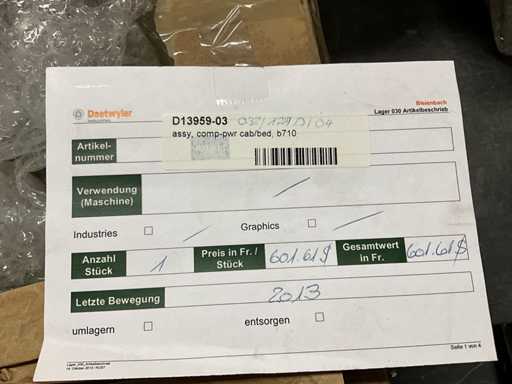 Daetwyler
Industries
Bleienbach
Lager 030 Artikelbeschrieb
D13959-03
assy, comp-pwr cab/bed, b710
Artikel-
nummer
Verwendung
(Maschine)
Industries
Graphics
Anzahl
Stück
1
Preis in Fr. /
Stück
601.61$
Gesamtwert
in Fr.
601.61$
Letzte Bewegung
2013
umlagern
entsorgen
Seite 1 von 4